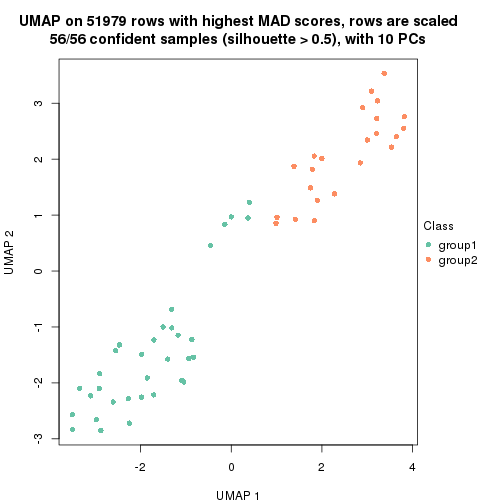 UMAP on 51979 rows with highest MAD scores, rows are scaled
56/56 confident samples (silhouette > 0.5), with 10 PCs
3
2
1
0
-1
-2
-3
UMAP 2
Class
group1
group2
-2
0
2
4
UMAP 1